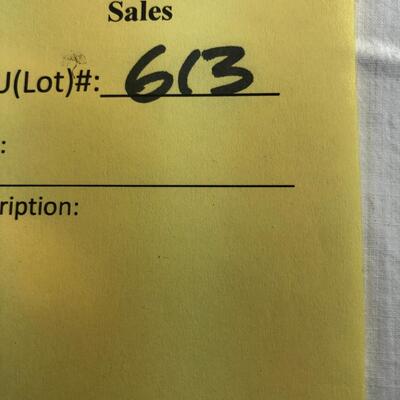 Sales
U(Lot)#: 613
:
ription: